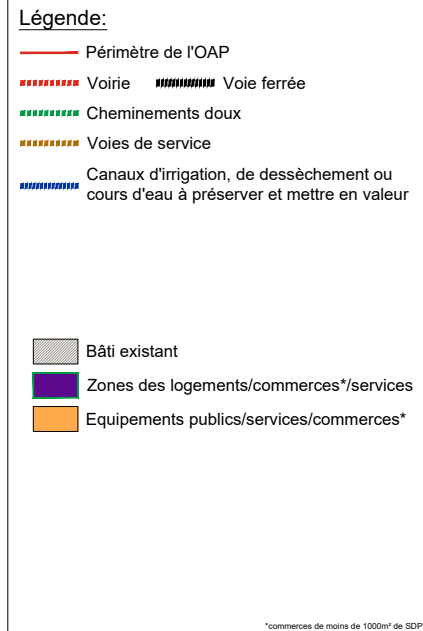 Légende:
Périmètre de l'OAP
Voirie Voie ferrée
Cheminements doux
Voies de service
Canaux d'irrigation, de dessèchement ou
cours d'eau à préserver et mettre en valeur
Bâti existant
Zones des logements/commerces*/services
Equipements publics/services/commerces*
*commerces de moins de 1000m² de SDP